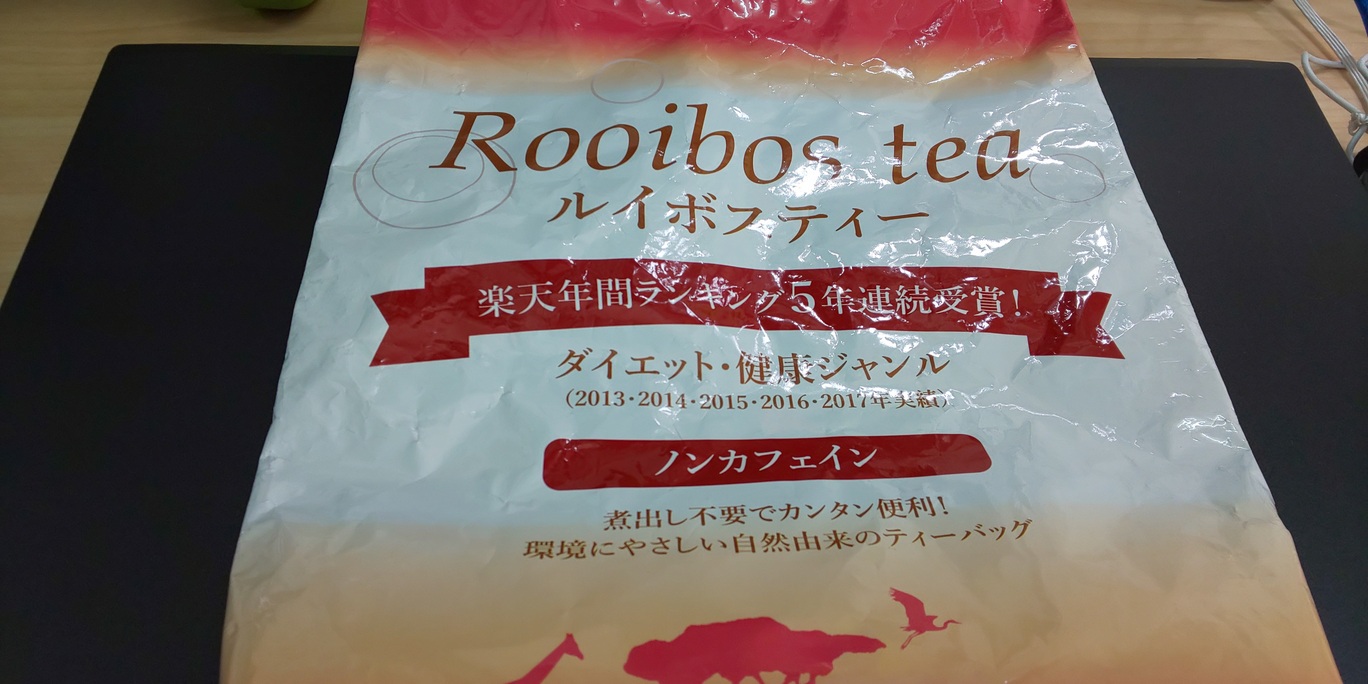 Rooibos tea
ルイボスティー
楽天年間ランキング5年連続受賞!
ダイエット・健康ジャンル
(2013・2014・2015・2016・2017年実績)
ノンカフェイン
煮出し不要でカンタン便利!
環境にやさしい自然由来のティーバッグ